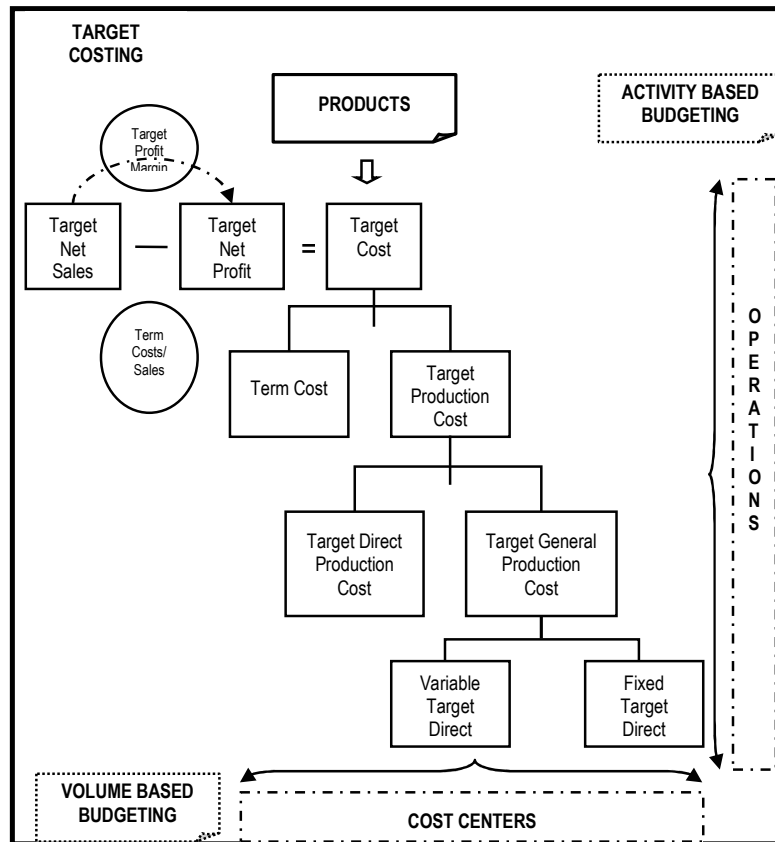 TARGET
COSTING
PRODUCTS
ACTIVITY BASED
BUDGETING
Target
Profit
Margin
Target
Net
Sales
—
Target
Net
Profit
=
Target
Cost
Term
Costs/
Sales
Term Cost
Target
Production
Cost
Target Direct
Production
Cost
Target General
Production
Cost
Variable
Target
Direct
Fixed
Target
Direct
O
P
E
R
A
T
I
O
N
S
VOLUME BASED
BUDGETING
COST CENTERS